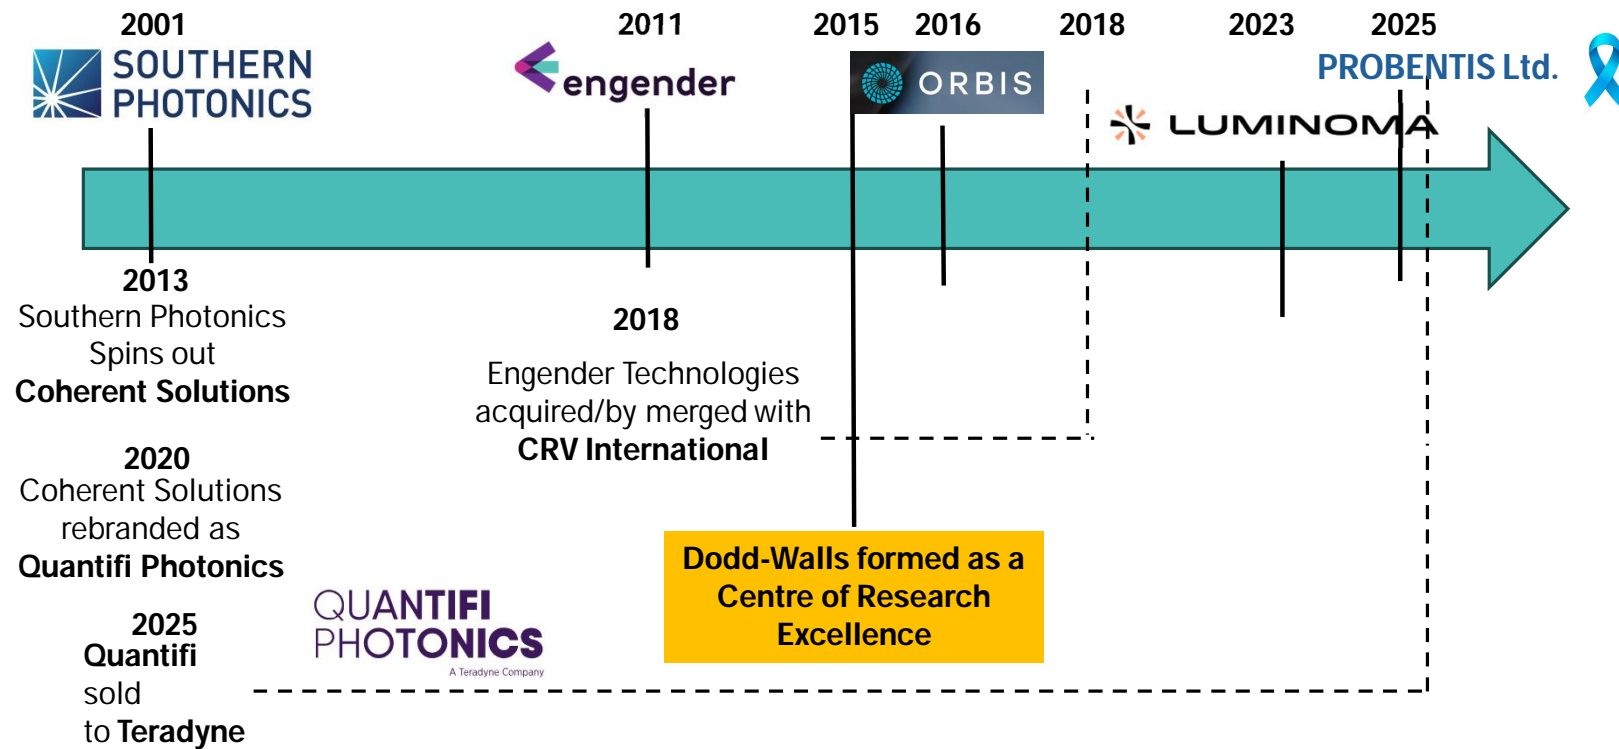 2001
SOUTHERN
PHOTONICS
2011
engender
2015
2016
ORBIS
2018
2023
LUMINOMA
2025
PROBENTIS Ltd.
2013
Southern Photonics
Spins out
Coherent Solutions
2020
Coherent Solutions
rebranded as
Quantifi Photonics
2025
Quantifi
sold
to Teradyne
QUANTIFI
PHOTONICS
A Teradyne Company
2018
Engender Technologies
acquired/by merged with
CRV International
Dodd-Walls formed as a
Centre of Research
Excellence